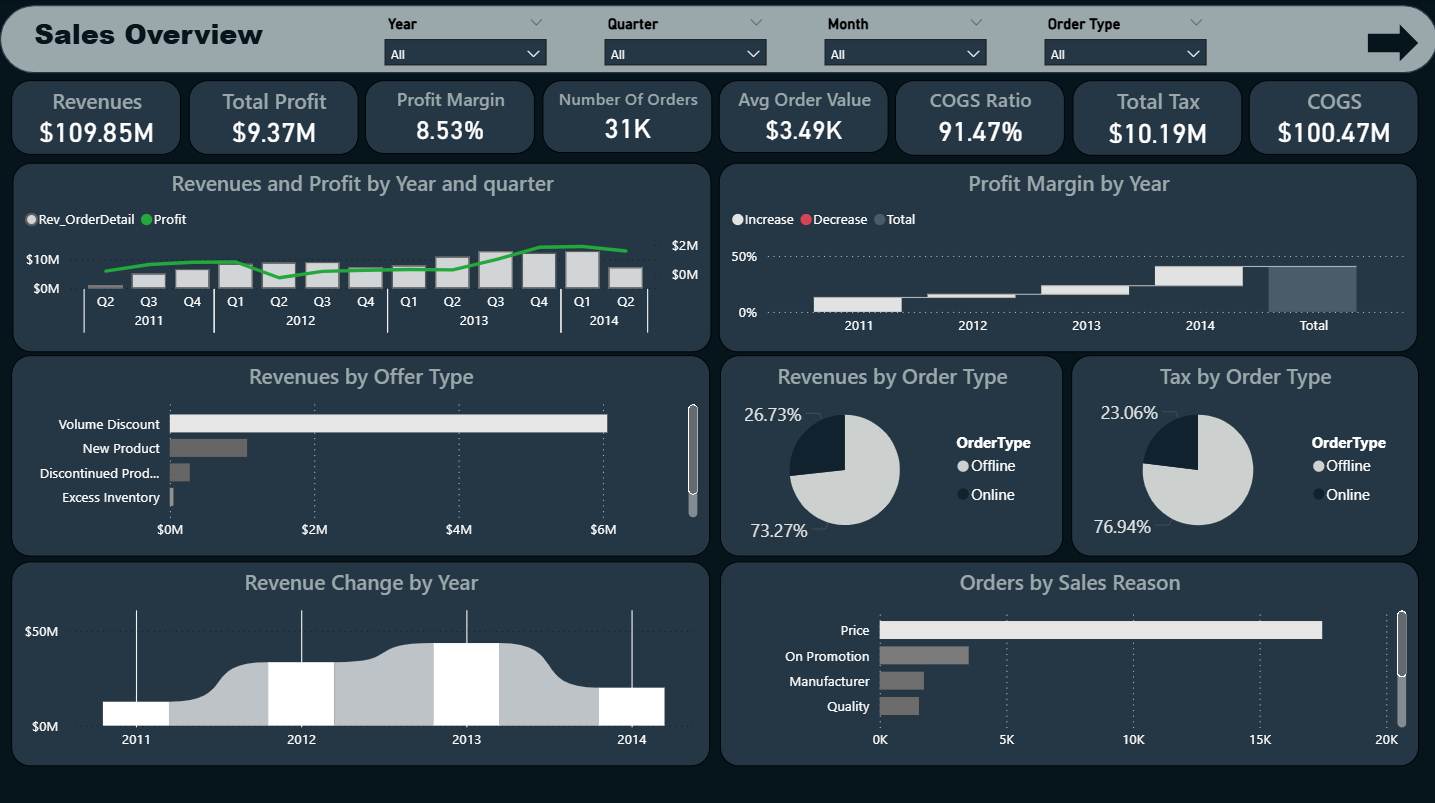 Sales Overview
Year Quarter Month Order Type
All All All All
Revenues Total Profit Profit Margin Number Of Orders Avg Order Value COGS Ratio Total Tax COGS
$109.85M $9.37M 8.53% 31K $3.49K 91.47% $10.19M $100.47M
Revenues and Profit by Year and quarter
Rev_OrderDetail Profit
$10M
$0M
$2M
$0M
Q2 Q3 Q4 Q1 Q2 Q3 Q4 Q1 Q2 Q3 Q4 Q1 Q2
2011 2012 2013 2014
Profit Margin by Year
Increase Decrease Total
50%
0%
2011 2012 2013 2014 Total
Revenues by Offer Type
Volume Discount
New Product
Discontinued Prod...
Excess Inventory
$0M $2M $4M $6M
Revenues by Order Type
26.73%
73.27%
OrderType
Offline
Online
Tax by Order Type
23.06%
76.94%
OrderType
Offline
Online
Revenue Change by Year
$50M
$0M
2011 2012 2013 2014
Orders by Sales Reason
Price
On Promotion
Manufacturer
Quality
0K 5K 10K 15K 20K